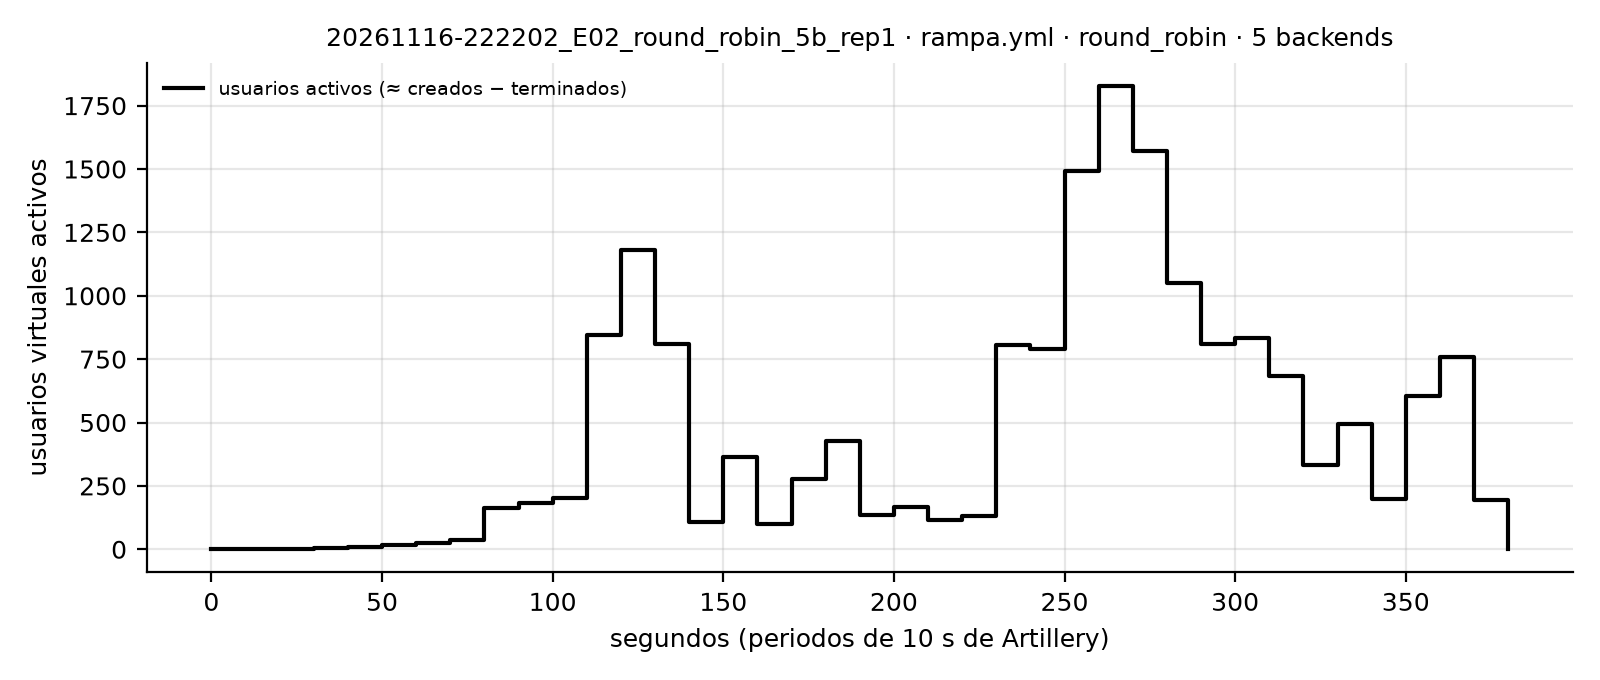 20261116-222202_E02_round_robin_5b_rep1 · rampa.yml · round_robin · 5 backends
usuarios activos (≈ creados − terminados)
usuarios virtuales activos
1750
1500
1250
1000
750
500
250
0
0 50 100 150 200 250 300 350
segundos (periodos de 10 s de Artillery)